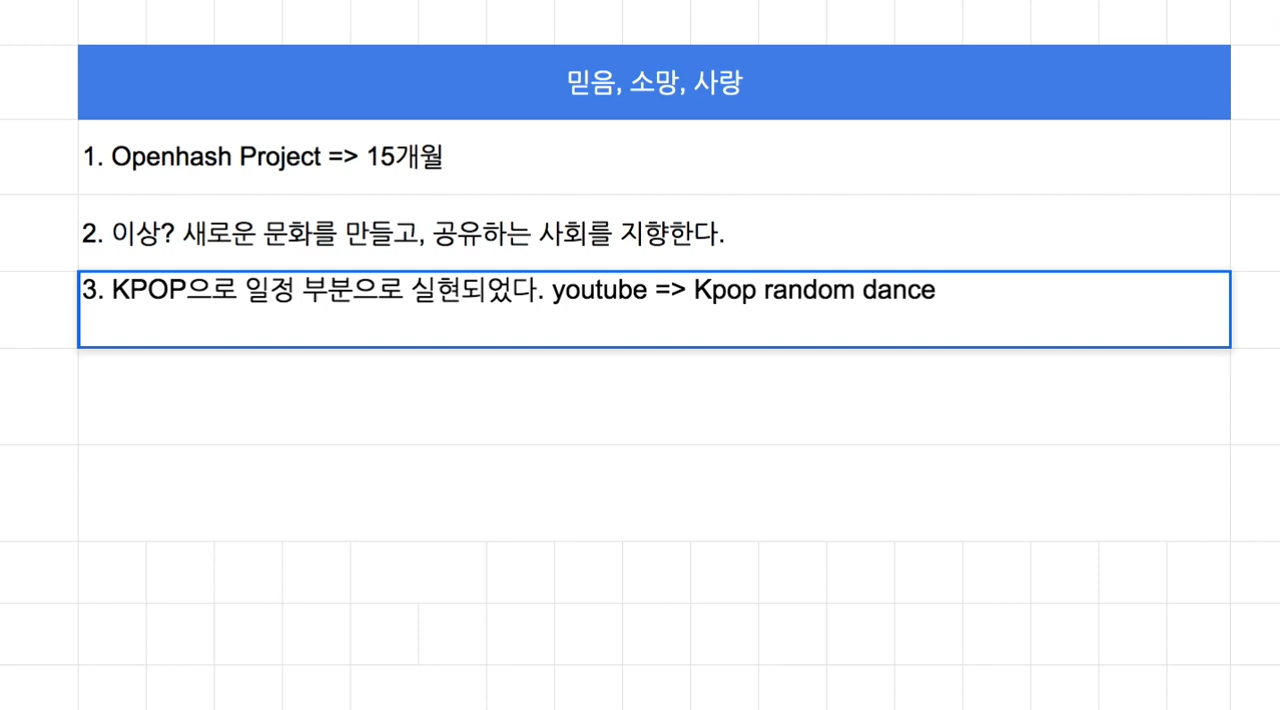 믿음, 소망, 사랑
1. Openhash Project => 15개월
2. 이상? 새로운 문화를 만들고, 공유하는 사회를 지향한다.
3. KPOP으로 일정 부분으로 실현되었다. youtube => Kpop random dance